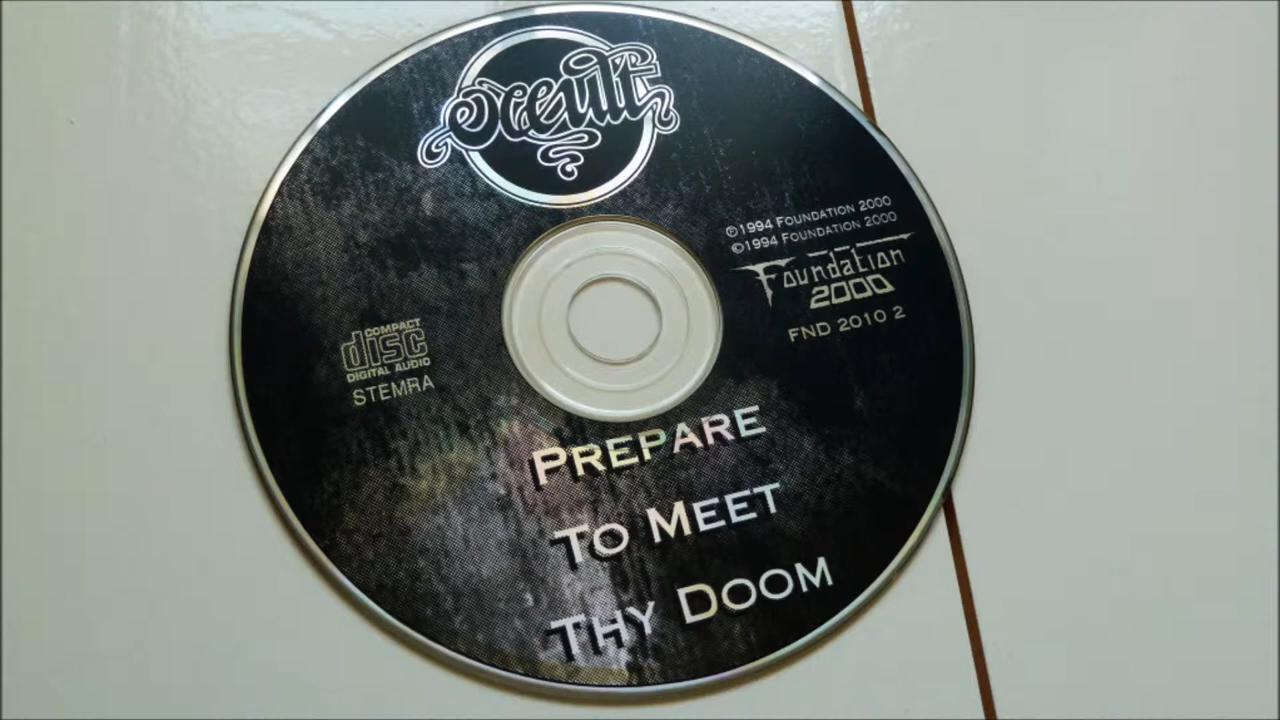 Occult
℗1994 FOUNDATION 2000
©1994 FOUNDATION 2000
Foundation
2000
FND 2010 2
COMPACT
disc
DIGITAL AUDIO
STEMRA
PREPARE
TO MEET
THY DOOM